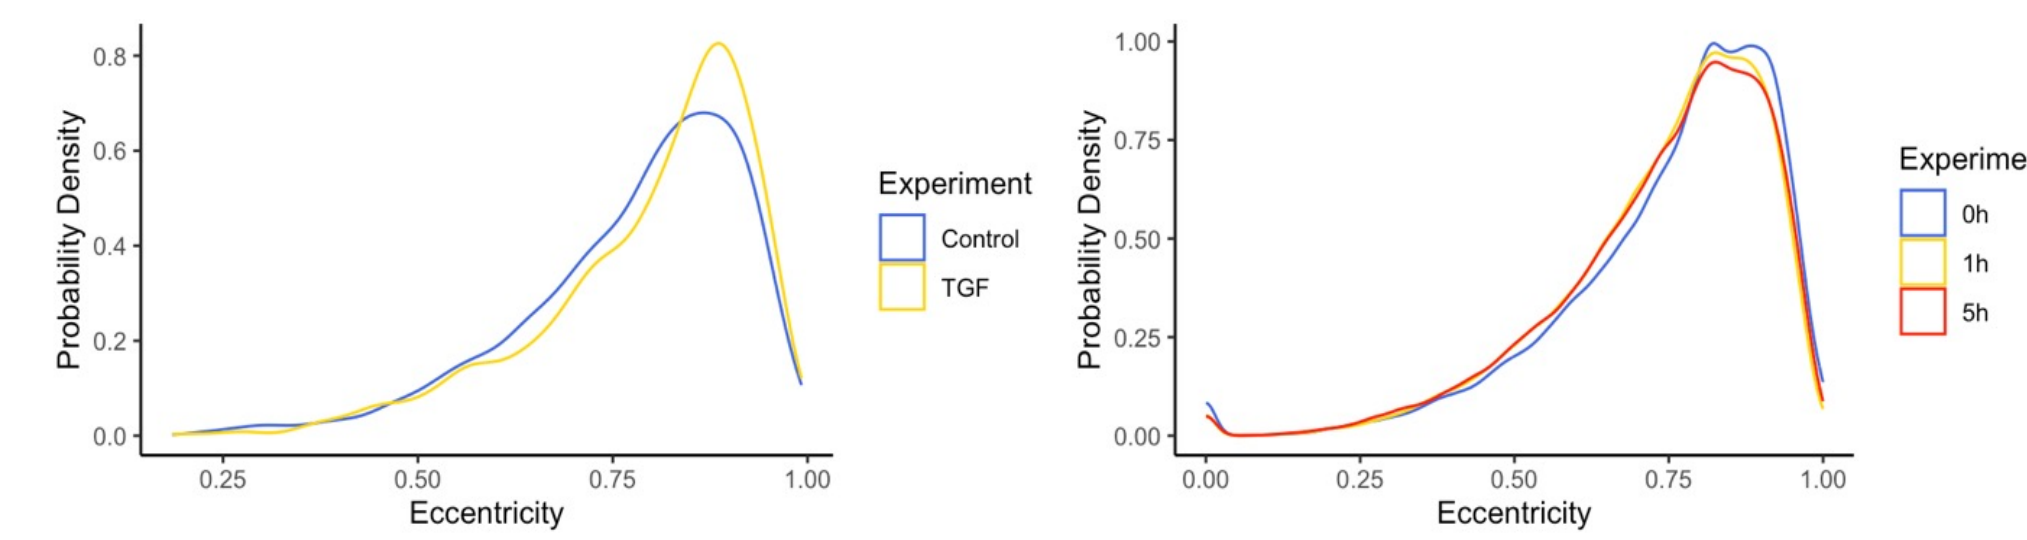 Probability Density
0.8
0.6
0.4
0.2
0.0
0.25 0.50 0.75 1.00
Eccentricity
Experiment
Control
TGF
Probability Density
1.00
0.75
0.50
0.25
0.00
0.00 0.25 0.50 0.75 1.00
Eccentricity
Experime
0h
1h
5h